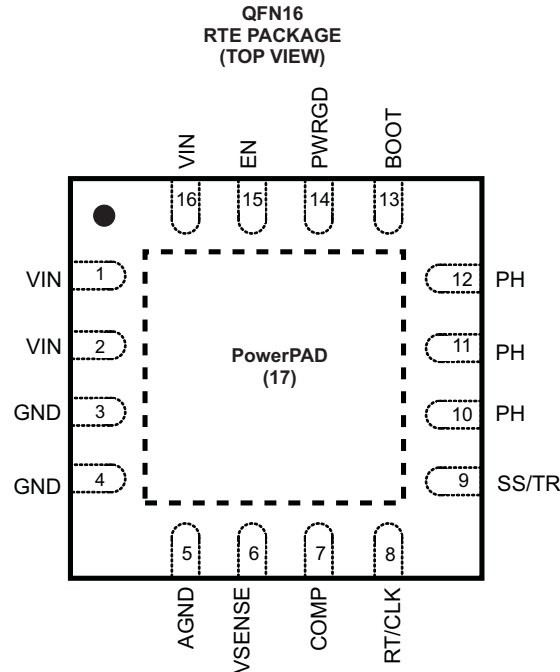 QFN16
RTE PACKAGE
(TOP VIEW)
VIN
EN
PWRGD
BOOT
16
15
14
13
VIN
1
12
PH
VIN
2
11
PH
PowerPAD
(17)
GND
3
10
PH
GND
4
9
SS/TR
5
6
7
8
AGND
VSENSE
COMP
RT/CLK